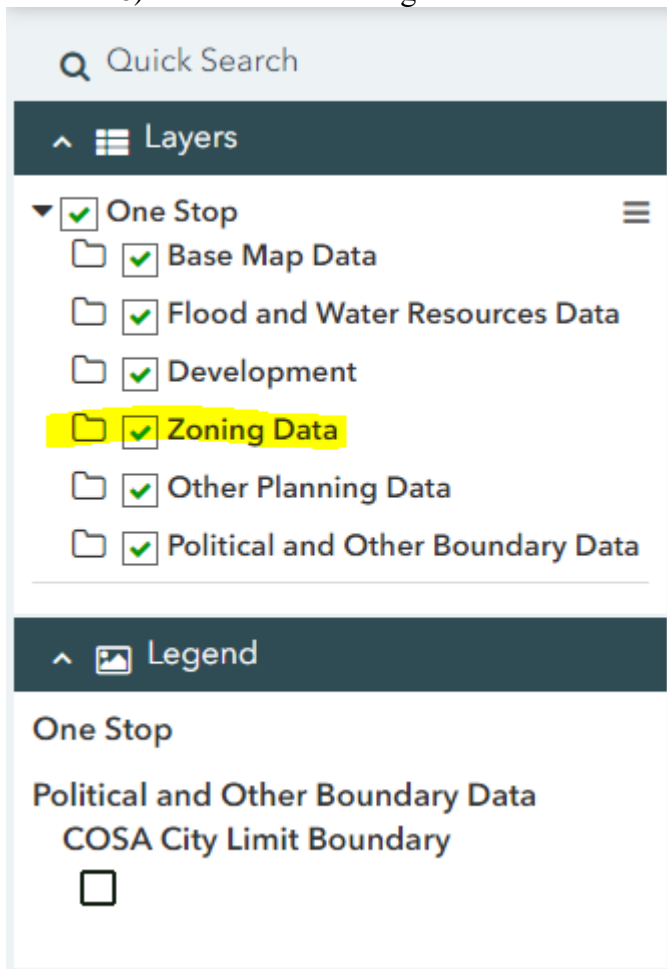 Quick Search
Layers
One Stop
Base Map Data
Flood and Water Resources Data
Development
Zoning Data
Other Planning Data
Political and Other Boundary Data
Legend
One Stop
Political and Other Boundary Data
COSA City Limit Boundary